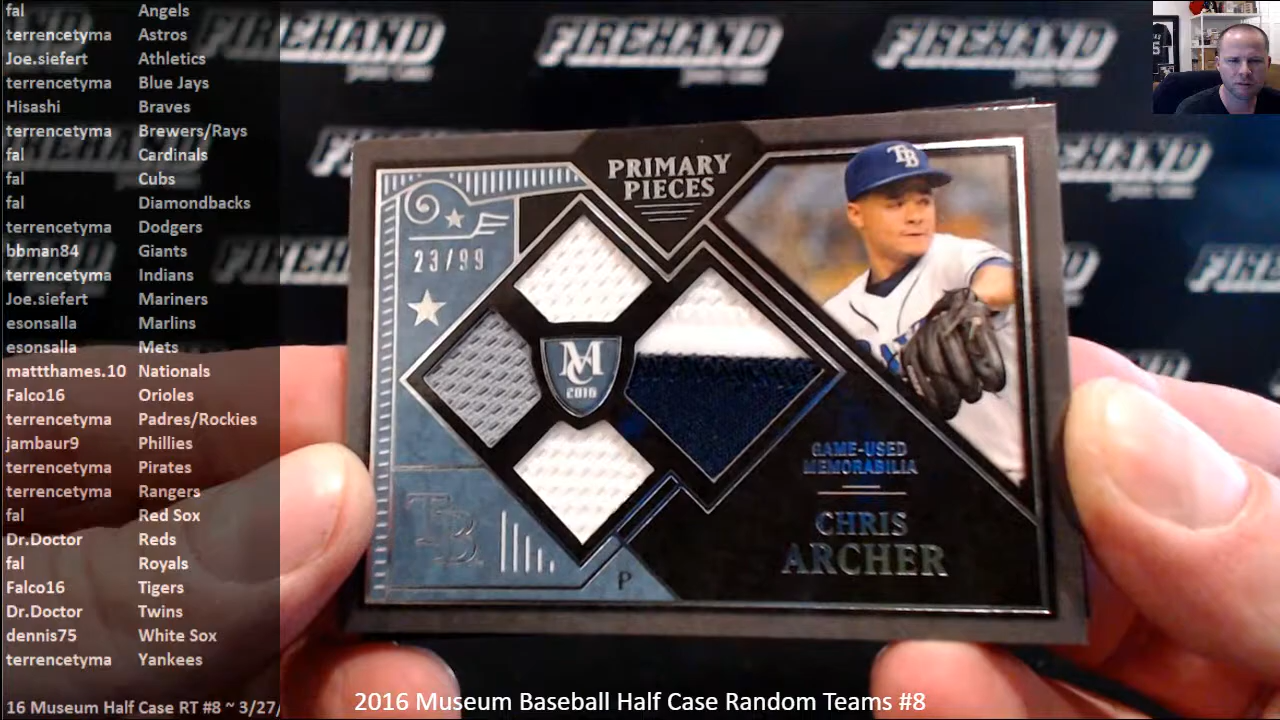 fal Angels
terrencetyma Astros
Joe.siefert Athletics
terrencetyma Blue Jays
Hisashi Braves
terrencetyma Brewers/Rays
fal Cardinals
fal Cubs
fal Diamondbacks
terrencetyma Dodgers
bbman84 Giants
terrencetyma Indians
Joe.siefert Mariners
esonsalla Marlins
esonsalla Mets
mattthames.10 Nationals
Falco16 Orioles
terrencetyma Padres/Rockies
jambaur9 Phillies
terrencetyma Pirates
terrencetyma Rangers
fal Red Sox
Dr.Doctor Reds
fal Royals
Falco16 Tigers
Dr.Doctor Twins
dennis75 White Sox
terrencetyma Yankees
16 Museum Half Case RT #8 ~ 3/27/
FIREHAND
FIREHAND
FIREHAND
PRIMARY
PIECES
TB
23/99
MC
2016
GAME-USED
MEMORABILIA
CHRIS
ARCHER
TB
P
2016 Museum Baseball Half Case Random Teams #8